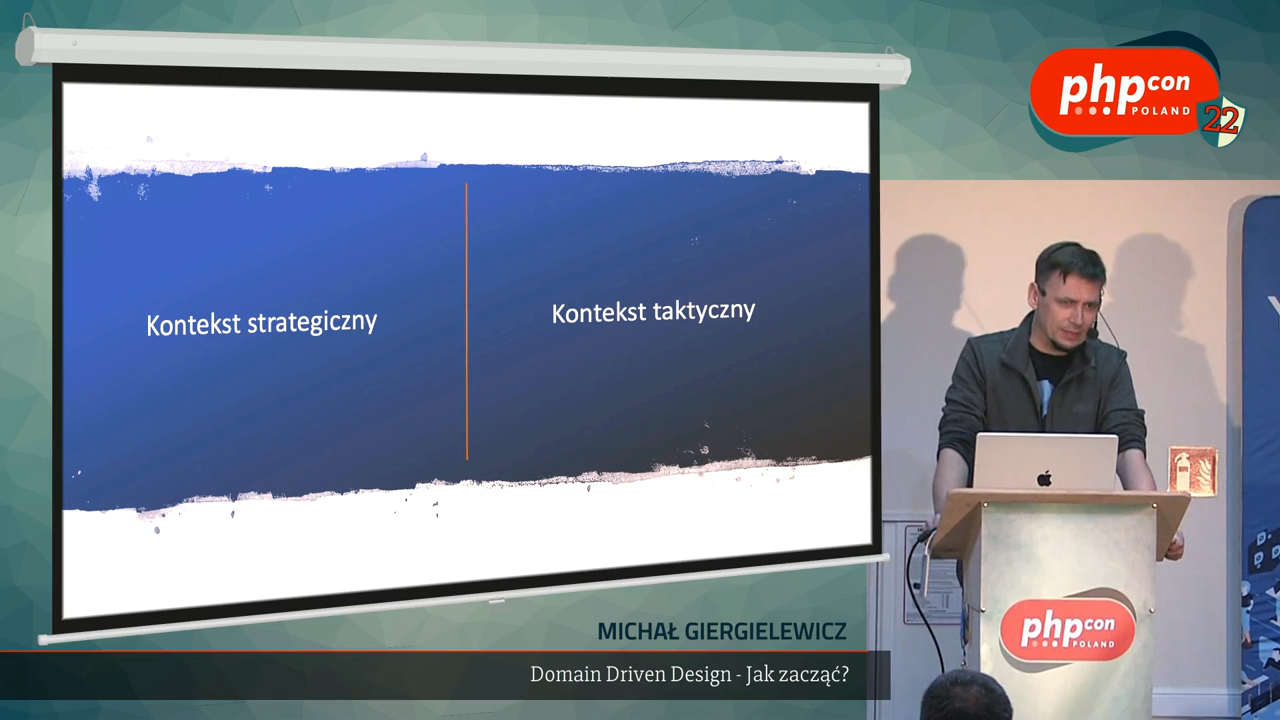 php con
POLAND
22
Kontekst strategiczny
Kontekst taktyczny
MICHAŁ GIERGIELEWICZ
Domain Driven Design - Jak zacząć?
php con
POLAND